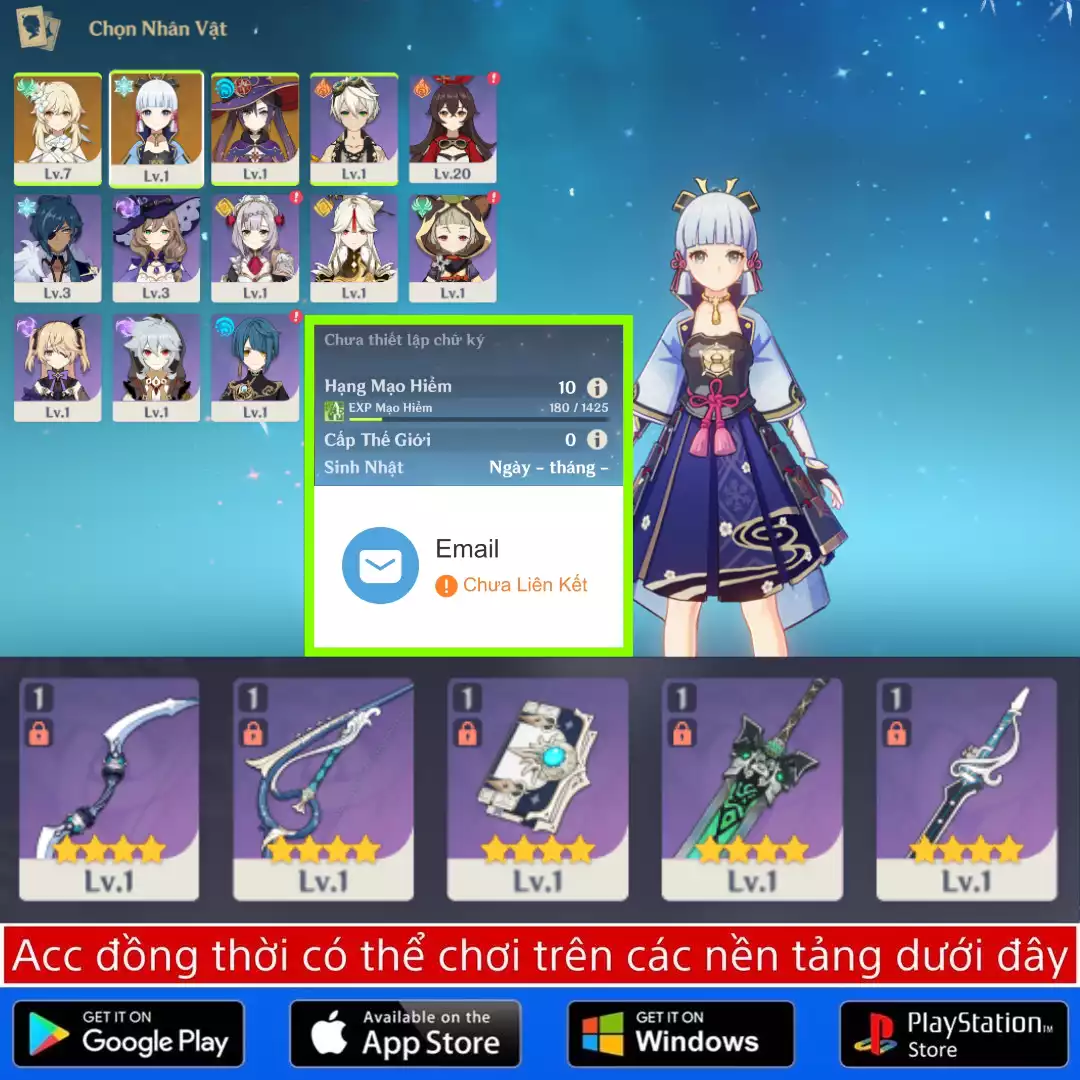 Chọn Nhân Vật
Lv.7
Lv.1
Lv.1
Lv.1
Lv.20
Lv.3
Lv.3
Lv.1
Lv.1
Lv.1
Lv.1
Lv.1
Lv.1
Chưa thiết lập chữ ký
Hạng Mạo Hiểm 10
EXP Mạo Hiểm 180 / 1425
Cấp Thế Giới 0
Sinh Nhật Ngày - tháng -
Email
Chưa Liên Kết
1
1
1
1
1
Lv.1
Lv.1
Lv.1
Lv.1
Lv.1
Acc đồng thời có thể chơi trên các nền tảng dưới đây
GET IT ON
Google Play
Available on the
App Store
GET IT ON
Windows
PlayStation™
Store